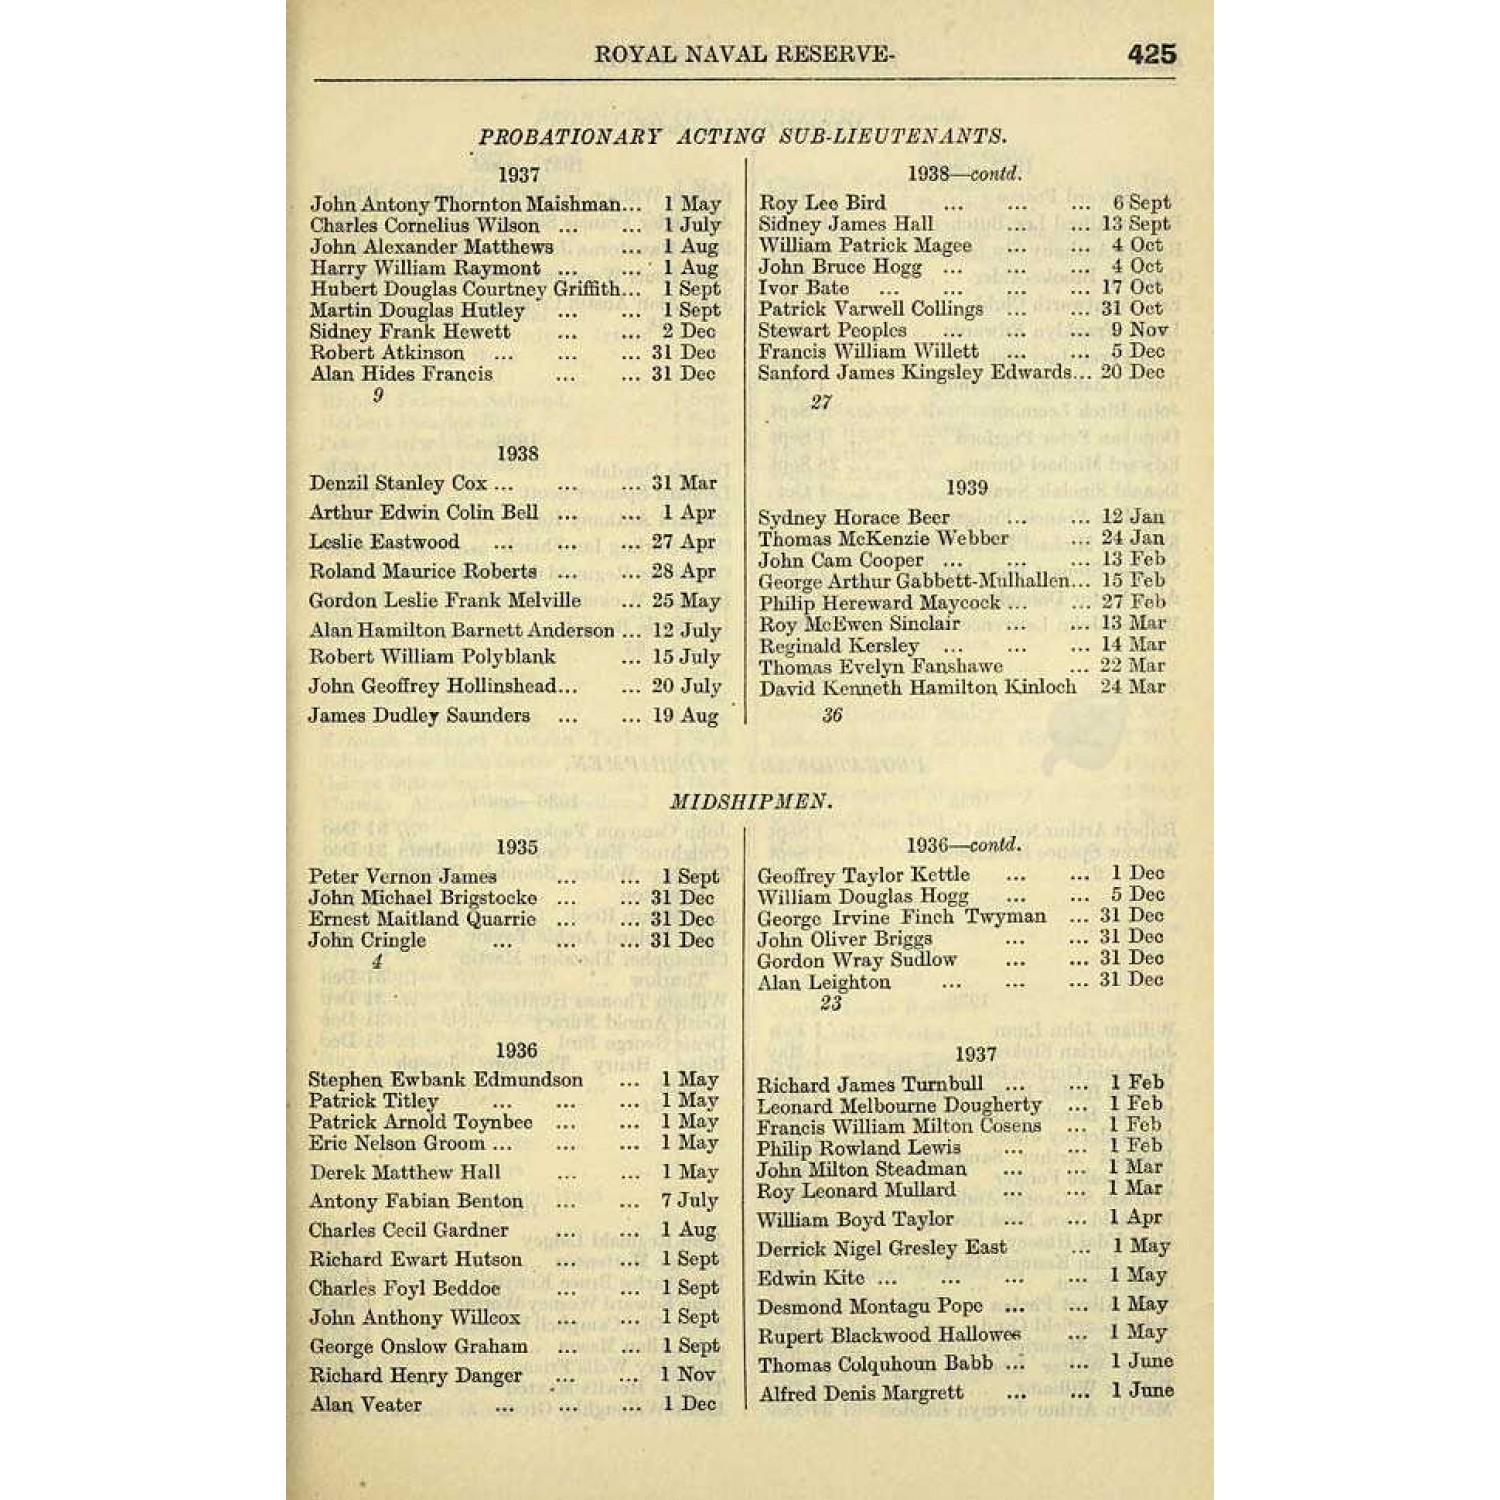 ROYAL NAVAL RESERVE-
425
PROBATIONARY ACTING SUB-LIEUTENANTS.
1937
John Antony Thornton Maishman... 1 May
Charles Cornelius Wilson ... ... 1 July
John Alexander Matthews ... 1 Aug
Harry William Raymont ... ... 1 Aug
Hubert Douglas Courtney Griffith... 1 Sept
Martin Douglas Hutley ... ... 1 Sept
Sidney Frank Hewett ... ... 2 Dec
Robert Atkinson ... ... ... 31 Dec
Alan Hides Francis ... ... 31 Dec
9
1938
Denzil Stanley Cox ... ... ... 31 Mar
Arthur Edwin Colin Bell ... ... 1 Apr
Leslie Eastwood ... ... ... 27 Apr
Roland Maurice Roberts ... ... 28 Apr
Gordon Leslie Frank Melville ... 25 May
Alan Hamilton Barnett Anderson ... 12 July
Robert William Polyblank ... 15 July
John Geoffrey Hollinshead... ... 20 July
James Dudley Saunders ... ... 19 Aug
1938—contd.
Roy Lee Bird ... ... ... 6 Sept
Sidney James Hall ... ... 13 Sept
William Patrick Magee ... ... 4 Oct
John Bruce Hogg ... ... ... 4 Oct
Ivor Bate ... ... ... ... 17 Oct
Patrick Varwell Collings ... ... 31 Oct
Stewart Peoples ... ... ... 9 Nov
Francis William Willett ... ... 5 Dec
Sanford James Kingsley Edwards... 20 Dec
27
1939
Sydney Horace Beer ... ... 12 Jan
Thomas McKenzie Webber ... 24 Jan
John Cam Cooper ... ... ... 13 Feb
George Arthur Gabbett-Mulhallen... 15 Feb
Philip Hereward Maycock ... ... 27 Feb
Roy McEwen Sinclair ... ... 13 Mar
Reginald Kersley ... ... ... 14 Mar
Thomas Evelyn Fanshawe ... 22 Mar
David Kenneth Hamilton Kinloch 24 Mar
36
MIDSHIPMEN.
1935
Peter Vernon James ... ... 1 Sept
John Michael Brigstocke ... ... 31 Dec
Ernest Maitland Quarrie ... ... 31 Dec
John Cringle ... ... ... 31 Dec
4
1936
Stephen Ewbank Edmundson ... 1 May
Patrick Titley ... ... ... 1 May
Patrick Arnold Toynbee ... ... 1 May
Eric Nelson Groom ... ... ... 1 May
Derek Matthew Hall ... ... 1 May
Antony Fabian Benton ... ... 7 July
Charles Cecil Gardner ... ... 1 Aug
Richard Ewart Hutson ... ... 1 Sept
Charles Foyl Beddoe ... ... 1 Sept
John Anthony Willcox ... ... 1 Sept
George Onslow Graham ... ... 1 Sept
Richard Henry Danger ... ... 1 Nov
Alan Veater ... ... ... 1 Dec
1936—contd.
Geoffrey Taylor Kettle ... ... 1 Dec
William Douglas Hogg ... ... 5 Dec
George Irvine Finch Twyman ... 31 Dec
John Oliver Briggs ... ... 31 Dec
Gordon Wray Sudlow ... ... 31 Dec
Alan Leighton ... ... ... 31 Dec
23
1937
Richard James Turnbull ... ... 1 Feb
Leonard Melbourne Dougherty ... 1 Feb
Francis William Milton Cosens ... 1 Feb
Philip Rowland Lewis ... ... 1 Feb
John Milton Steadman ... ... 1 Mar
Roy Leonard Mullard ... ... 1 Mar
William Boyd Taylor ... ... 1 Apr
Derrick Nigel Gresley East ... 1 May
Edwin Kite ... ... ... ... 1 May
Desmond Montagu Pope ... ... 1 May
Rupert Blackwood Hallowes ... 1 May
Thomas Colquhoun Babb ... ... 1 June
Alfred Denis Margrett ... ... 1 June